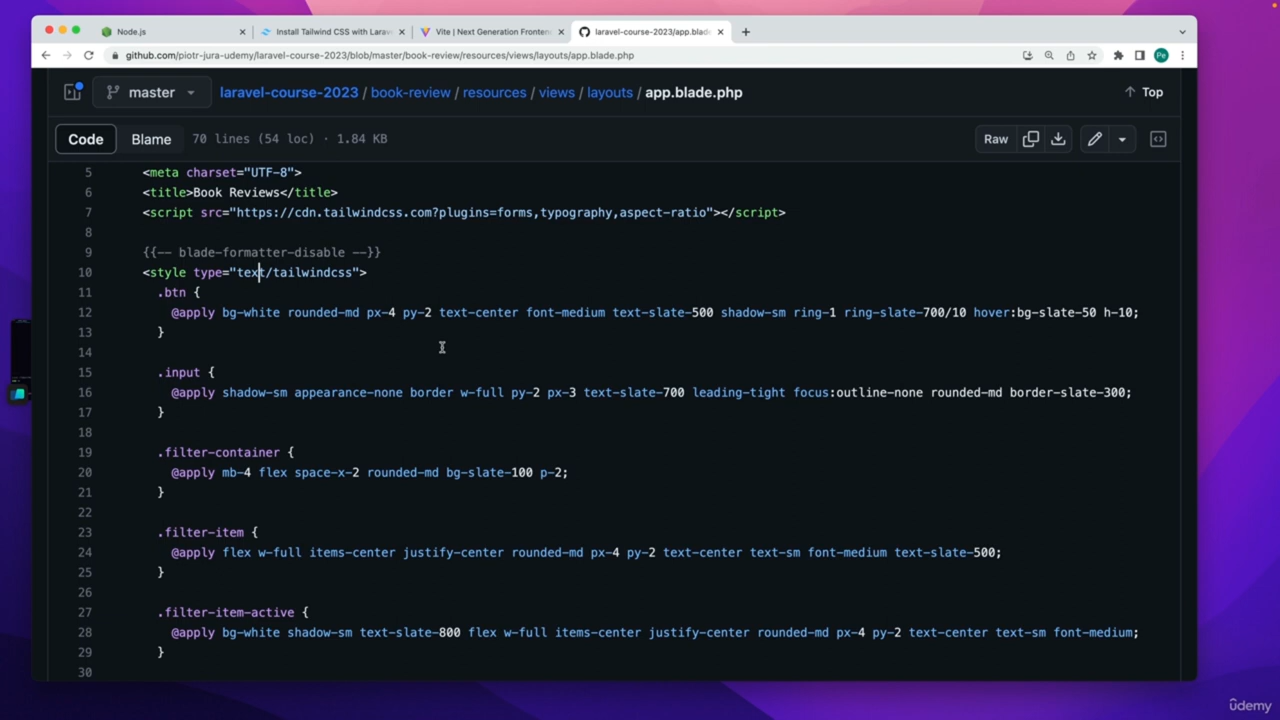 Node.js
Install Tailwind CSS with Larav
Vite | Next Generation Fronten
laravel-course-2023/app.blade
github.com/piotr-jura-udemy/laravel-course-2023/blob/master/book-review/resources/views/layouts/app.blade.php
Pe
master
laravel-course-2023 / book-review / resources / views / layouts / app.blade.php
Top
Code
Blame
70 lines (54 loc) · 1.84 KB
Raw
5 <meta charset="UTF-8">
6 <title>Book Reviews</title>
7 <script src="https://cdn.tailwindcss.com?plugins=forms,typography,aspect-ratio"></script>
8
9 {{-- blade-formatter-disable --}}
10 <style type="text/tailwindcss">
11 .btn {
12 @apply bg-white rounded-md px-4 py-2 text-center font-medium text-slate-500 shadow-sm ring-1 ring-slate-700/10 hover:bg-slate-50 h-10;
13 }
14
15 .input {
16 @apply shadow-sm appearance-none border w-full py-2 px-3 text-slate-700 leading-tight focus:outline-none rounded-md border-slate-300;
17 }
18
19 .filter-container {
20 @apply mb-4 flex space-x-2 rounded-md bg-slate-100 p-2;
21 }
22
23 .filter-item {
24 @apply flex w-full items-center justify-center rounded-md px-4 py-2 text-center text-sm font-medium text-slate-500;
25 }
26
27 .filter-item-active {
28 @apply bg-white shadow-sm text-slate-800 flex w-full items-center justify-center rounded-md px-4 py-2 text-center text-sm font-medium;
29 }
30
udemy